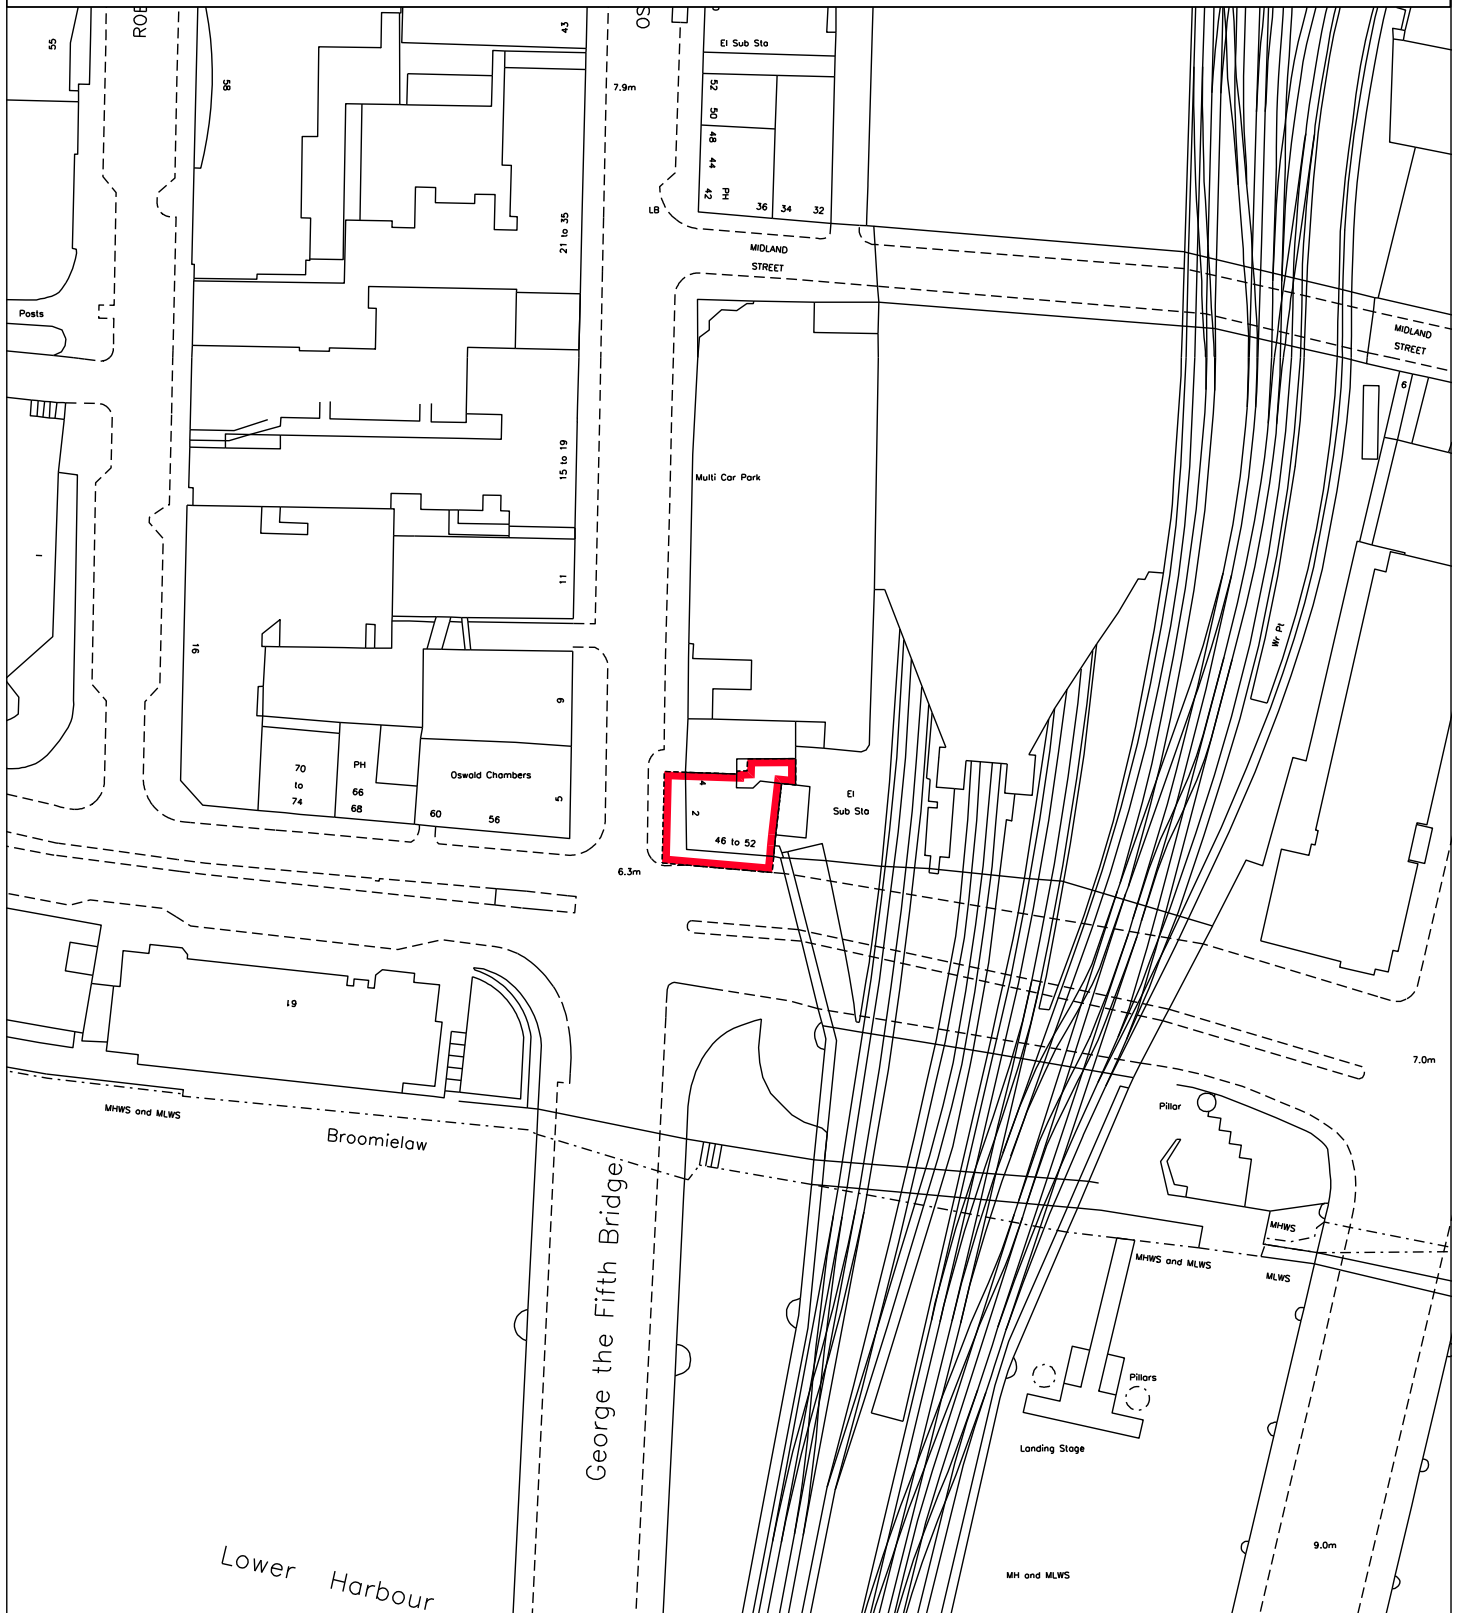 ROB
OS
55
58
43
El Sub Sta
7.9m
52
50
48
44
42
PH
36
34
32
LB
21 to 35
MIDLAND
STREET
Posts
MIDLAND
STREET
6
15 to 19
Multi Car Park
11
16
Wr Pt
9
70
to
74
PH
66
68
Oswald Chambers
60
56
5
4
2
46 to 52
El
Sub Sta
6.3m
19
7.0m
MHWS and MLWS
Broomielaw
Pillar
George the Fifth Bridge
MHWS
MHWS and MLWS
MLWS
Pillars
Landing Stage
9.0m
Lower Harbour
MH and MLWS